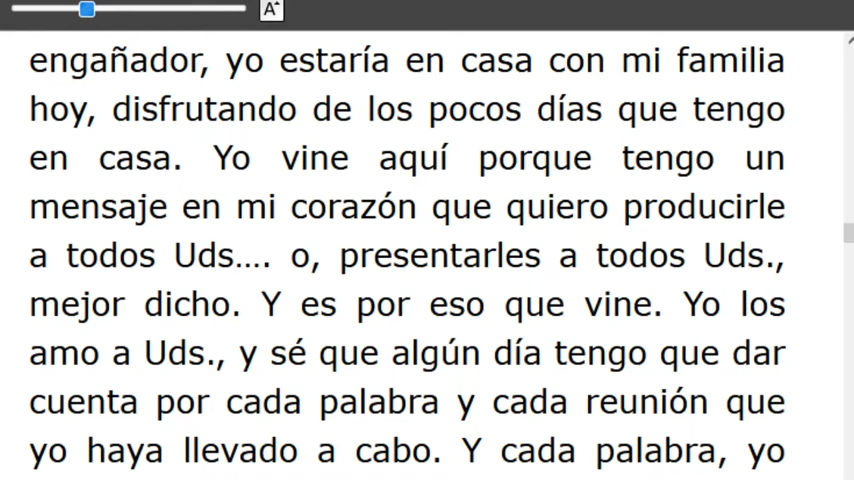 A
engañador, yo estaría en casa con mi familia
hoy, disfrutando de los pocos días que tengo
en casa. Yo vine aquí porque tengo un
mensaje en mi corazón que quiero producirle
a todos Uds.... o, presentarles a todos Uds.,
mejor dicho. Y es por eso que vine. Yo los
amo a Uds., y sé que algún día tengo que dar
cuenta por cada palabra y cada reunión que
yo haya llevado a cabo. Y cada palabra, yo